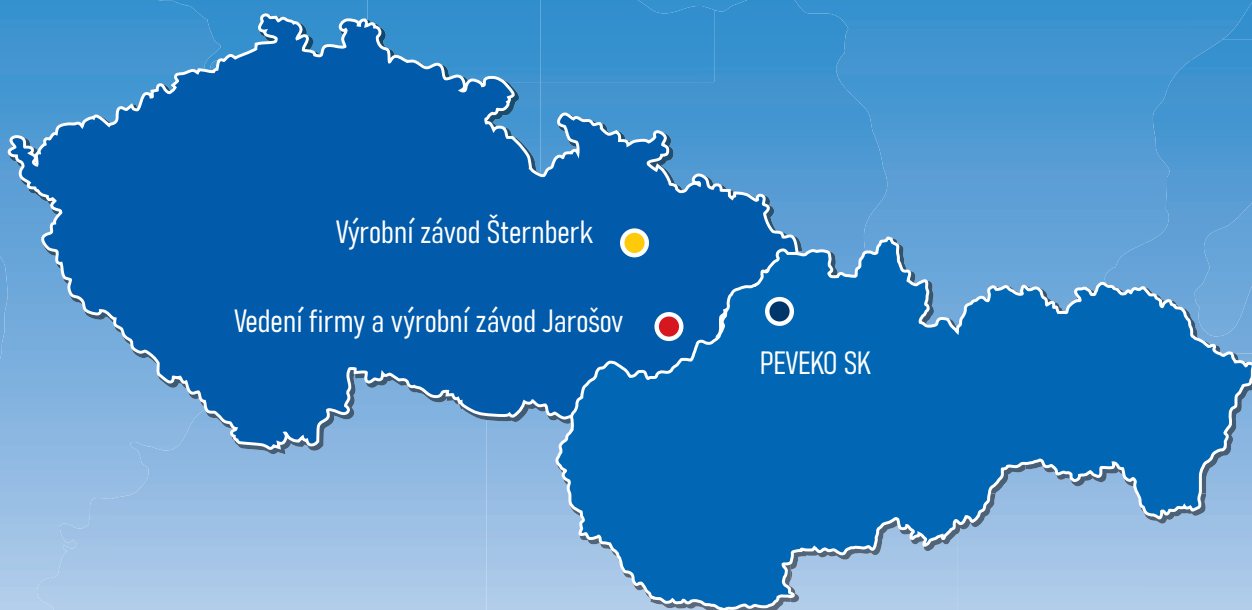 Výrobní závod Šternberk
Vedení firmy a výrobní závod Jarošov
PEVEKO SK